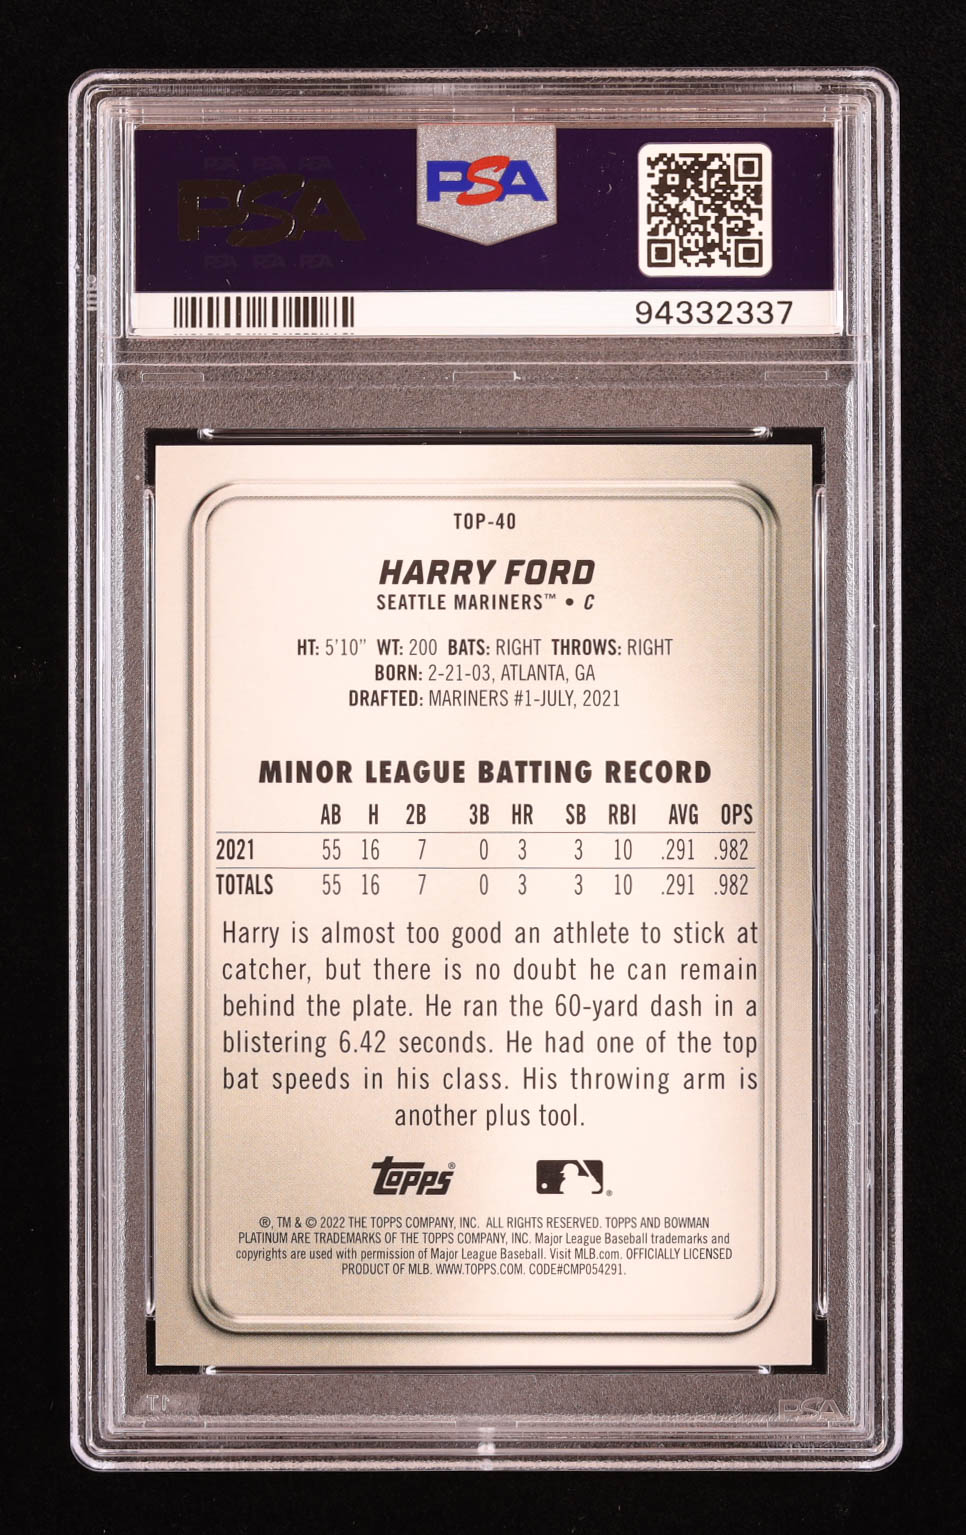 PSA
PSA
94332337
TOP-40
HARRY FORD
SEATTLE MARINERS™ • C
HT: 5'10" WT: 200 BATS: RIGHT THROWS: RIGHT
BORN: 2-21-03, ATLANTA, GA
DRAFTED: MARINERS #1-JULY, 2021
MINOR LEAGUE BATTING RECORD
AB H 2B 3B HR SB RBI AVG OPS
2021 55 16 7 0 3 3 10 .291 .982
TOTALS 55 16 7 0 3 3 10 .291 .982
Harry is almost too good an athlete to stick at
catcher, but there is no doubt he can remain
behind the plate. He ran the 60-yard dash in a
blistering 6.42 seconds. He had one of the top
bat speeds in his class. His throwing arm is
another plus tool.
Topps®
®, TM & © 2022 THE TOPPS COMPANY, INC. ALL RIGHTS RESERVED. TOPPS AND BOWMAN
PLATINUM ARE TRADEMARKS OF THE TOPPS COMPANY, INC. Major League Baseball trademarks and
copyrights are used with permission of Major League Baseball. Visit MLB.com. OFFICIALLY LICENSED
PRODUCT OF MLB. WWW.TOPPS.COM. CODE#CMP054291.
PSA